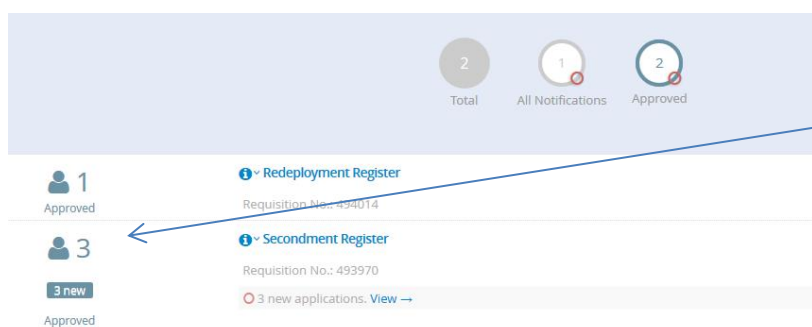 2 1 2
Total All Notifications Approved
1 Redeployment Register
Approved Requisition No.: 494014
3 Secondment Register
Requisition No.: 493970
3 new 3 new applications. View →
Approved